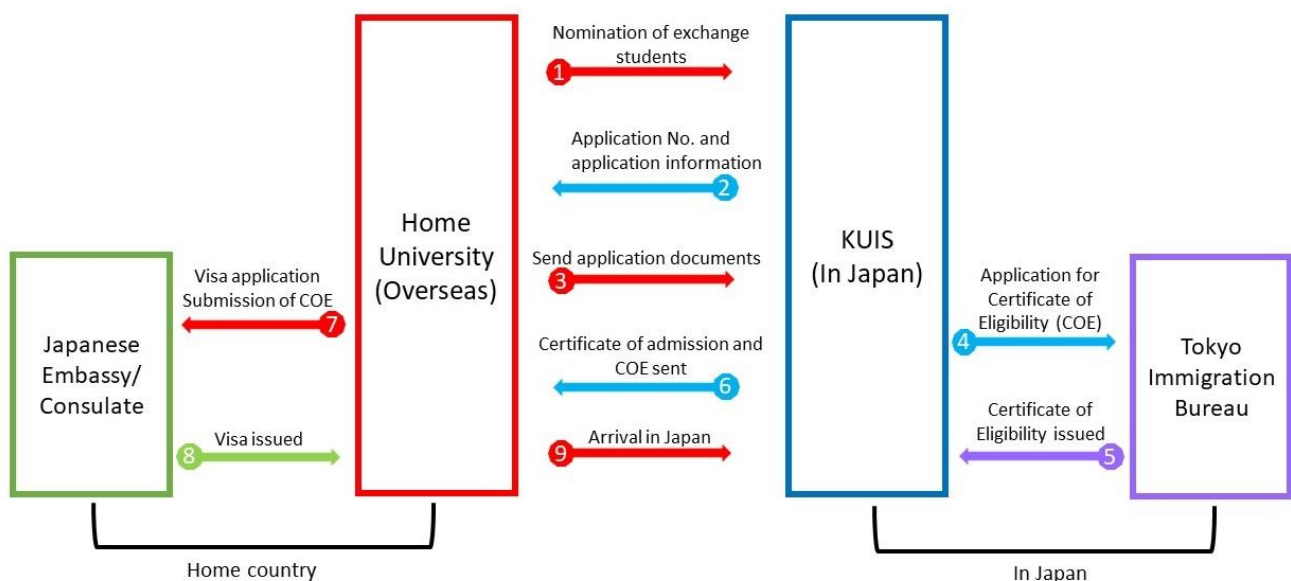 Nomination of exchange
students
1
Application No. and
application information
2
Home
University
(Overseas)
KUIS
(In Japan)
Send application documents
3
Visa application
Submission of COE
7
Application for
Certificate of
Eligibility (COE)
4
Japanese
Embassy/
Consulate
Certificate of admission and
COE sent
6
Tokyo
Immigration
Bureau
Visa issued
8
Arrival in Japan
9
Certificate of
Eligibility issued
5
Home country
In Japan